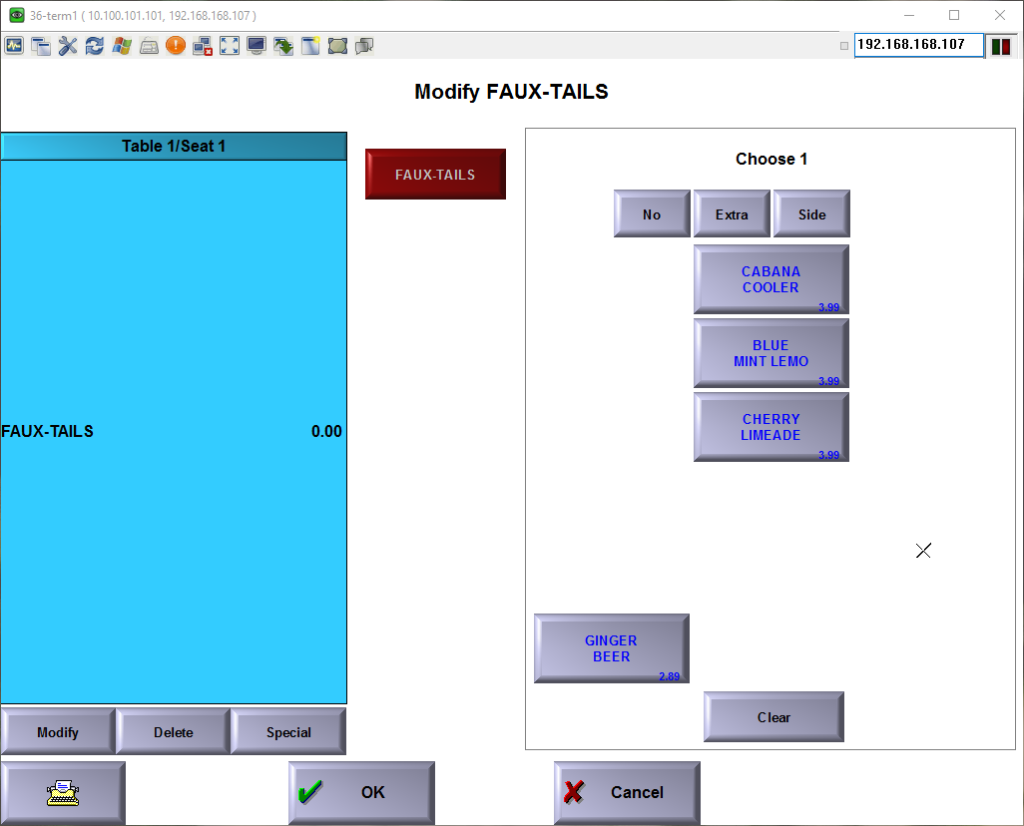 36-term1 ( 10.100.101.101, 192.168.168.107 )
192.168.168.107
Modify FAUX-TAILS
Table 1/Seat 1
FAUX-TAILS 0.00
FAUX-TAILS
Choose 1
No Extra Side
CABANA
COOLER
3.99
BLUE
MINT LEMO
3.99
CHERRY
LIMEADE
3.99
GINGER
BEER
2.89
Clear
Modify Delete Special
OK Cancel